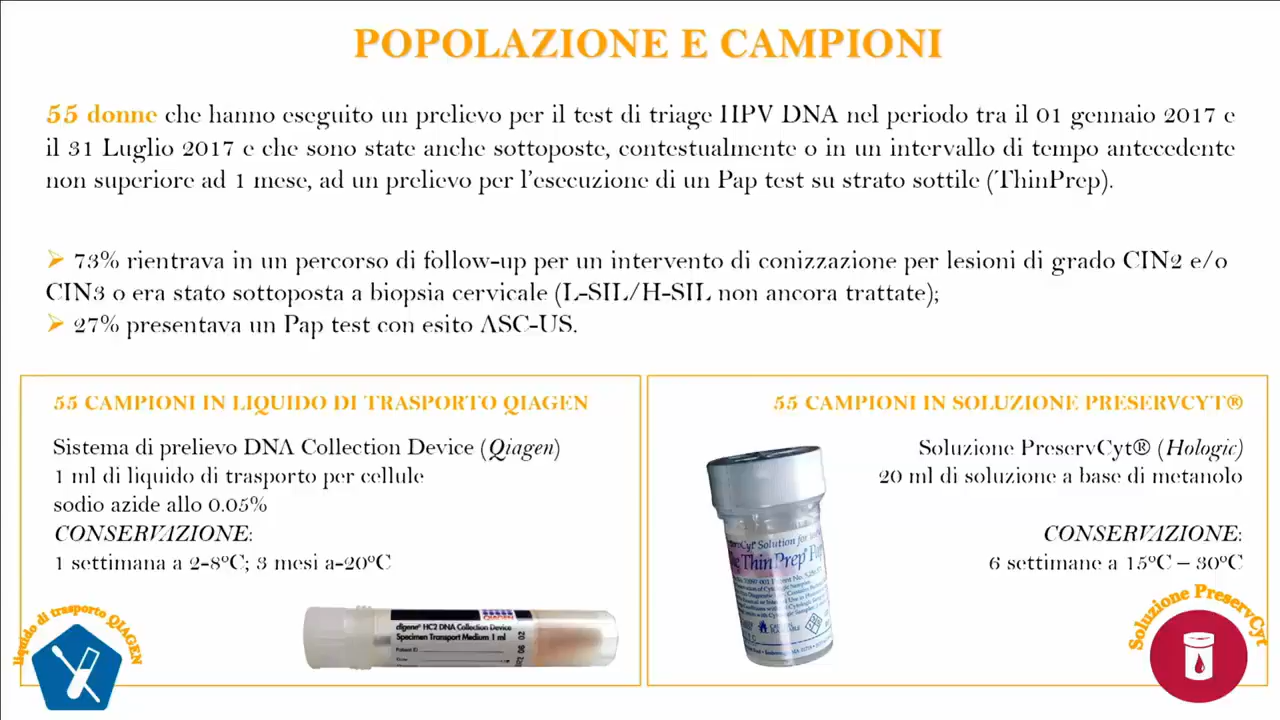 POPOLAZIONE E CAMPIONI
55 donne che hanno eseguito un prelievo per il test di triage HPV DNA nel periodo tra il 01 gennaio 2017 e
il 31 Luglio 2017 e che sono state anche sottoposte, contestualmente o in un intervallo di tempo antecedente
non superiore ad 1 mese, ad un prelievo per l'esecuzione di un Pap test su strato sottile (ThinPrep).
➢ 73% rientrava in un percorso di follow-up per un intervento di conizzazione per lesioni di grado CIN2 e/o
CIN3 o era stato sottoposta a biopsia cervicale (L-SIL/H-SIL non ancora trattate);
➢ 27% presentava un Pap test con esito ASC-US.
55 CAMPIONI IN LIQUIDO DI TRASPORTO QIAGEN
Sistema di prelievo DNA Collection Device (Qiagen)
1 ml di liquido di trasporto per cellule
sodio azide allo 0.05%
CONSERVAZIONE:
1 settimana a 2-8°C; 3 mesi a-20°C
liquido di trasporto QIAGEN
QIAGEN
digene® HC2 DNA Collection Device
Specimen Transport Medium 1 ml
Patient ID
55 CAMPIONI IN SOLUZIONE PRESERVCYT®
Soluzione PreservCyt® (Hologic)
20 ml di soluzione a base di metanolo
CONSERVAZIONE:
6 settimane a 15°C – 30°C
Solution for
ThinPrep® Pap
Soluzione PreservCyt